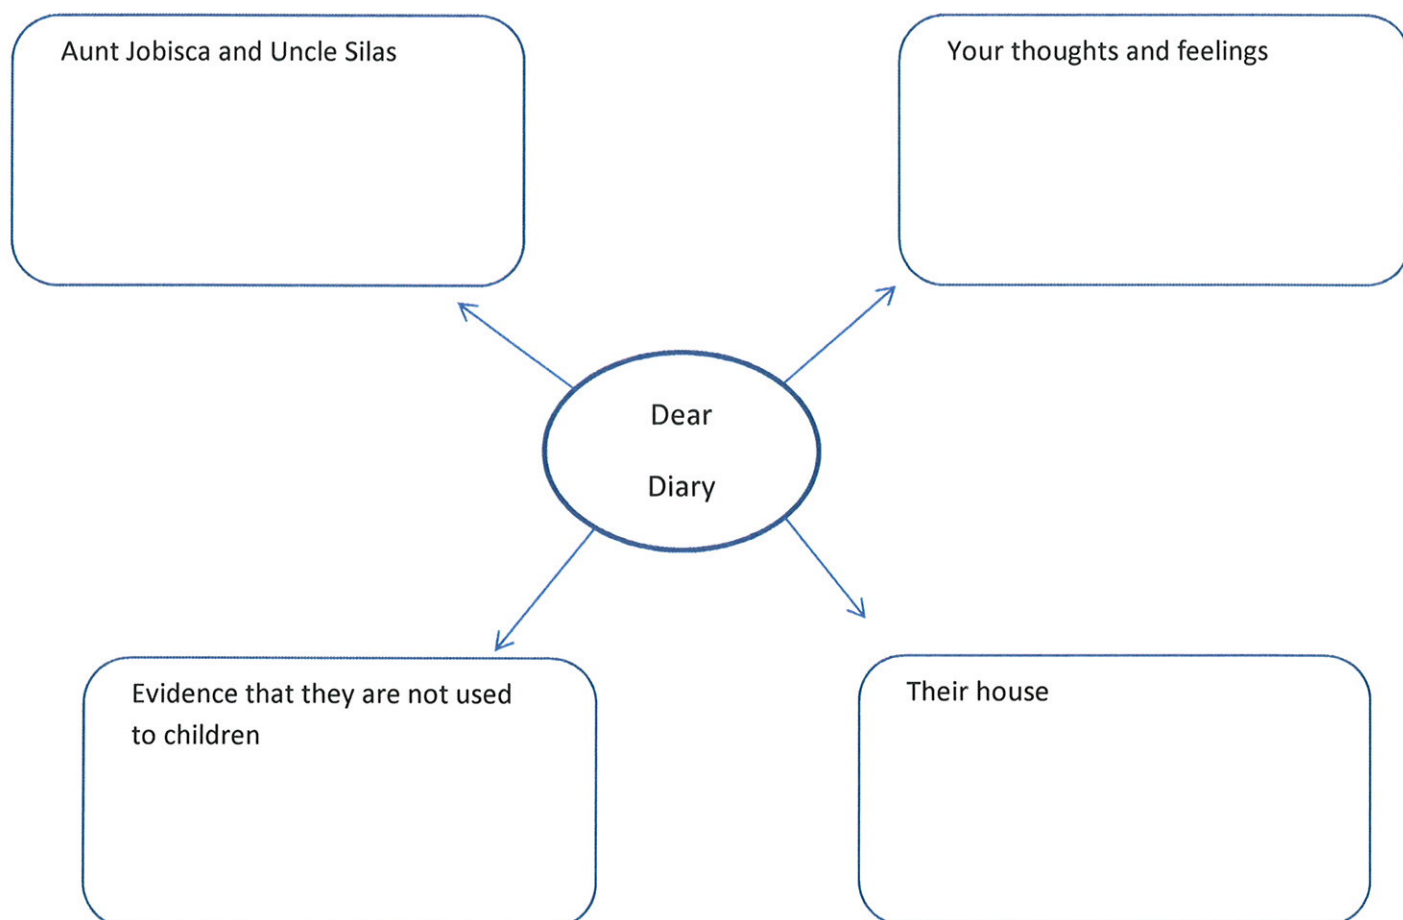 Aunt Jobisca and Uncle Silas
Your thoughts and feelings
Dear
Diary
Evidence that they are not used
to children
Their house